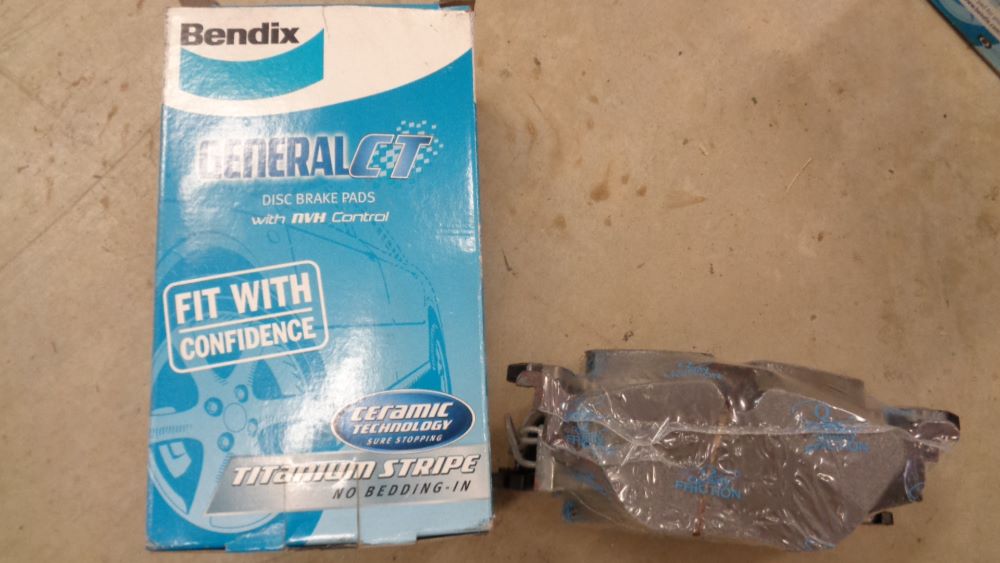 Bendix
GENERAL CT
DISC BRAKE PADS
with NVH Control
FIT WITH
CONFIDENCE
CERAMIC
TECHNOLOGY
SURE STOPPING
TITANIUM STRIPE
NO BEDDING-IN
FRICTION
FRICTION